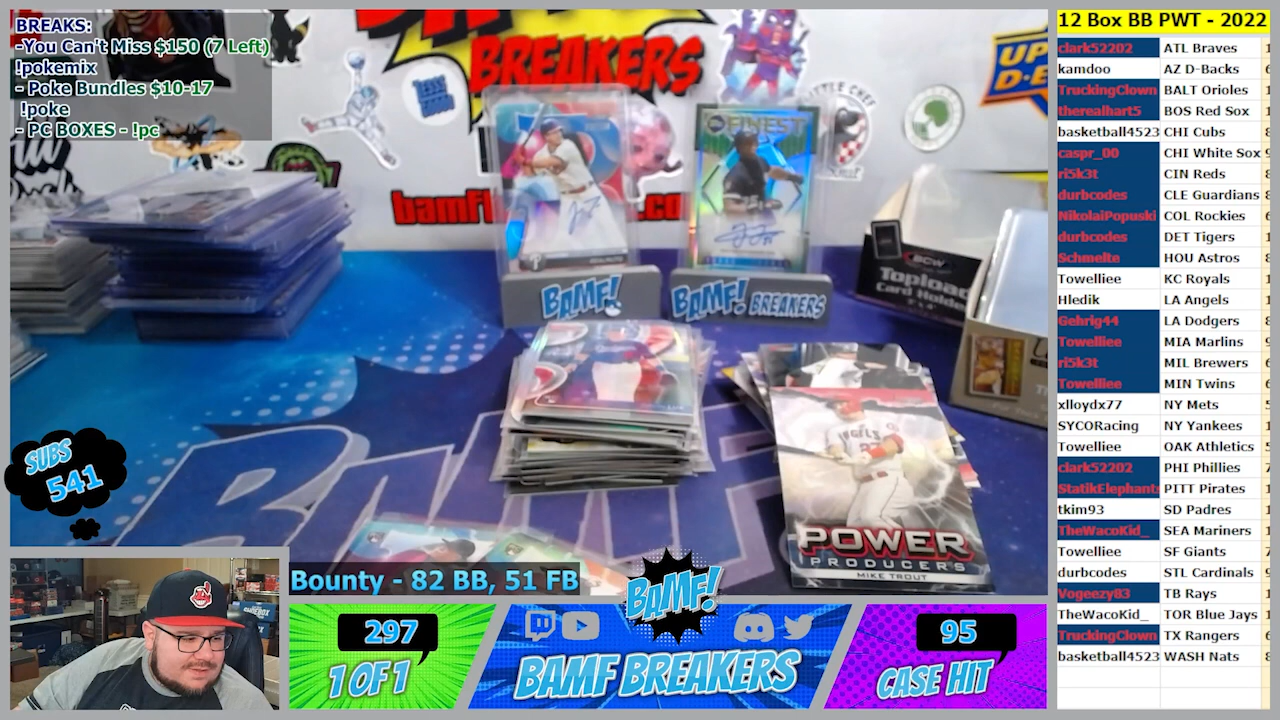 BREAKS:
-You Can't Miss $150 (7 Left)
!pokemix
- Poke Bundles $10-17
!poke
- PC BOXES - !pc
BREAKERS
UP
D.E
FINEST
BAMF!
BAMF! BREAKERS
BCW
Topload
Card Holde
SUBS
541
ANGELS
POWER
PRODUCERS
MIKE TROUT
Bounty - 82 BB, 51 FB
BAMF!
297
1 OF 1
BAMF BREAKERS
95
CASE HIT
12 Box BB PWT - 2022
clark52202 ATL Braves
kamdoo AZ D-Backs
TruckingClown BALT Orioles
therealhart5 BOS Red Sox
basketball4523 CHI Cubs
caspr_00 CHI White Sox
ri5k3t CIN Reds
durbcodes CLE Guardians
NikolaiPopuski COL Rockies
durbcodes DET Tigers
Schmelte HOU Astros
Towelliee KC Royals
Hledik LA Angels
Gehrig44 LA Dodgers
Towelliee MIA Marlins
ri5k3t MIL Brewers
Towelliee MIN Twins
xlloydx77 NY Mets
SYCORacing NY Yankees
Towelliee OAK Athletics
clark52202 PHI Phillies
StatikElephants PITT Pirates
tkim93 SD Padres
TheWacoKid_ SEA Mariners
Towelliee SF Giants
durbcodes STL Cardinals
Vogeezy83 TB Rays
TheWacoKid_ TOR Blue Jays
TruckingClown TX Rangers
basketball4523 WASH Nats